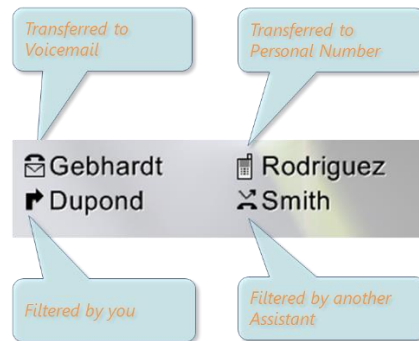 Transferred to
Voicemail
Transferred to
Personal Number
Gebhardt
Rodriguez
Dupond
Smith
Filtered by you
Filtered by another
Assistant